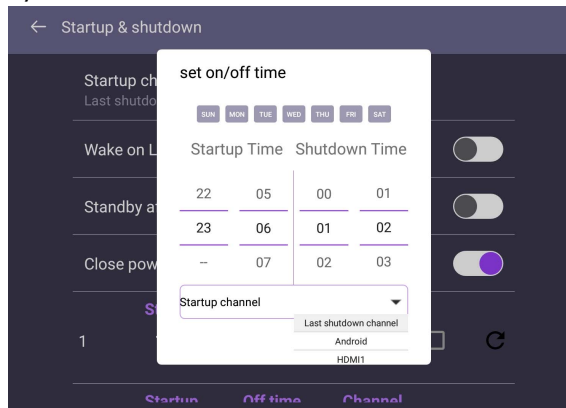 ← Startup & shutdown
Startup ch
Last shutdo
set on/off time
SUN MON TUE WED THU FRI SAT
Wake on L
Startup Time Shutdown Time
22 05 00 01
Standby a
23 06 01 02
Close pow
-- 07 02 03
Startup channel
Last shutdown channel
Android
HDMI1
1
Startup Off time Channel